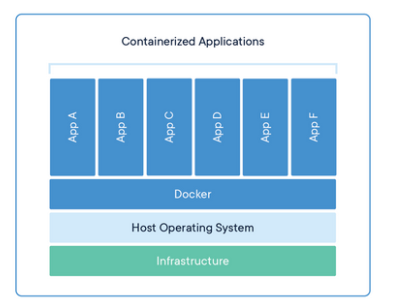 Containerized Applications
App A
App B
App C
App D
App E
App F
Docker
Host Operating System
Infrastructure